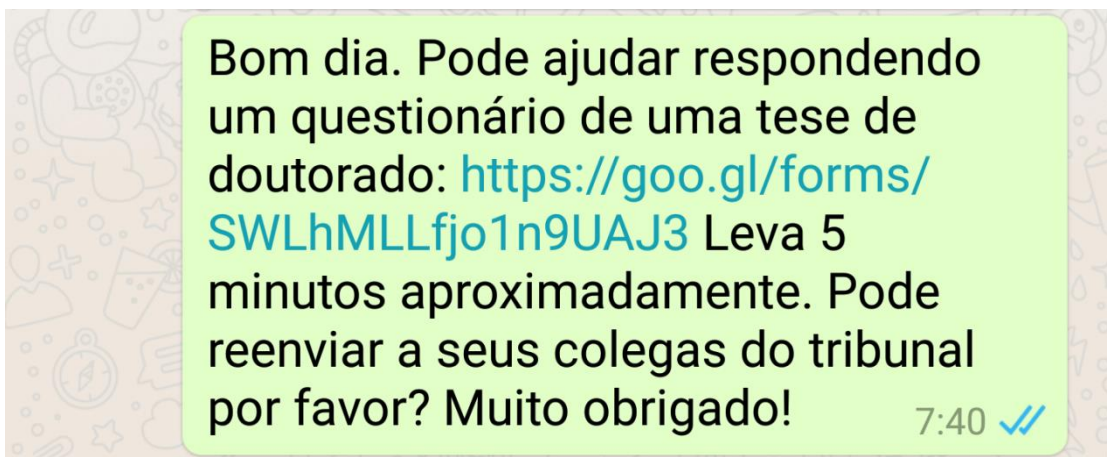 Bom dia. Pode ajudar respondendo
um questionário de uma tese de
doutorado: https://goo.gl/forms/
SWLhMLLfjo1n9UAJ3 Leva 5
minutos aproximadamente. Pode
reenviar a seus colegas do tribunal
por favor? Muito obrigado!
7:40